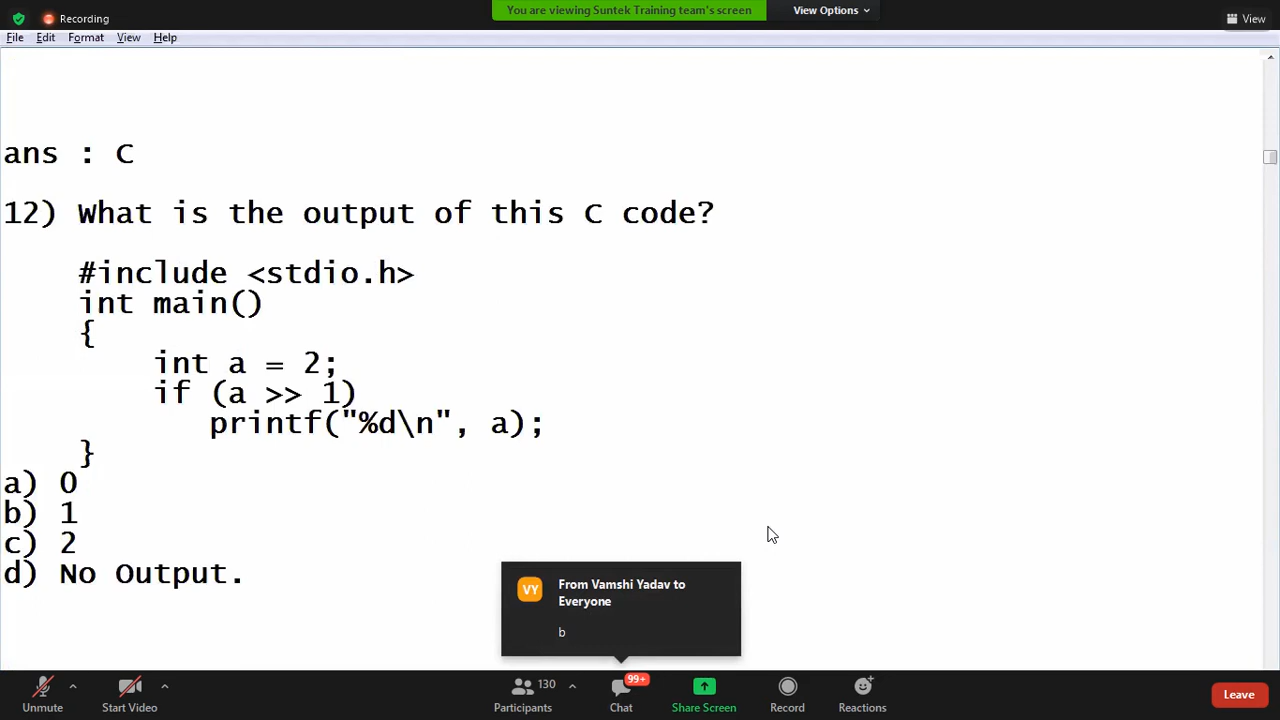 Recording
You are viewing Suntek Training team's screen
View Options
View
File Edit Format View Help
ans : C
12) What is the output of this C code?
#include <stdio.h>
int main()
{
int a = 2;
if (a >> 1)
printf("%d\n", a);
}
a) 0
b) 1
c) 2
d) No Output.
VY
From Vamshi Yadav to
Everyone
b
Unmute
Start Video
130
Participants
99+
Chat
Share Screen
Record
Reactions
Leave